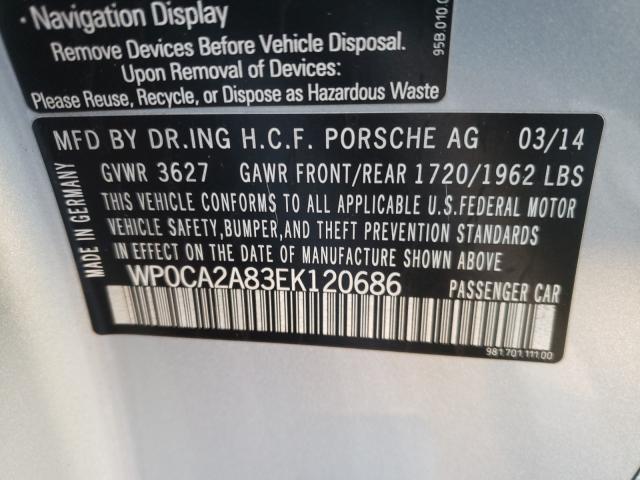 • Navigation Display
Remove Devices Before Vehicle Disposal.
Upon Removal of Devices:
Please Reuse, Recycle, or Dispose as Hazardous Waste
95B.010.0
MFD BY DR.ING H.C.F. PORSCHE AG 03/14
GVWR 3627 GAWR FRONT/REAR 1720/1962 LBS
THIS VEHICLE CONFORMS TO ALL APPLICABLE U.S.FEDERAL MOTOR
VEHICLE SAFETY,BUMPER,AND THEFT PREVENTION STANDARDS
IN EFFECT ON THE DATE OF MANUFACTURE SHOWN ABOVE
WP0CA2A83EK120686 PASSENGER CAR
MADE IN GERMANY
981.701.111.00